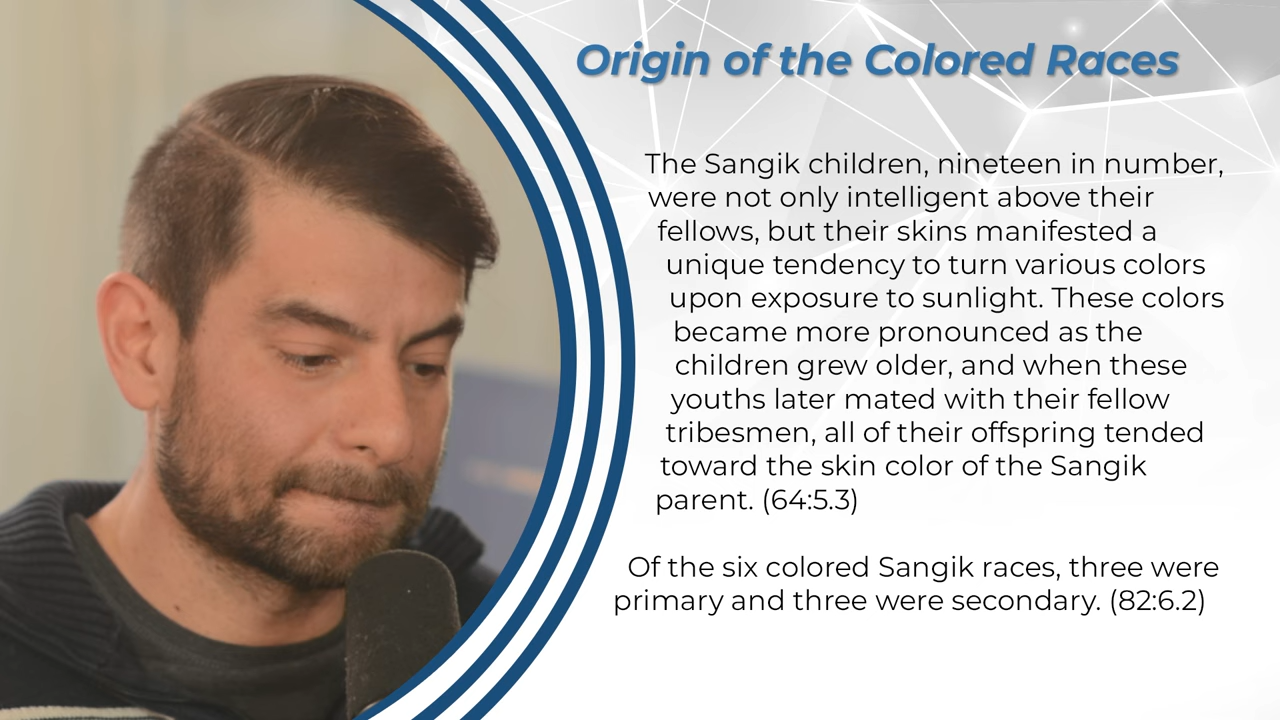 Origin of the Colored Races
The Sangik children, nineteen in number,
were not only intelligent above their
fellows, but their skins manifested a
unique tendency to turn various colors
upon exposure to sunlight. These colors
became more pronounced as the
children grew older, and when these
youths later mated with their fellow
tribesmen, all of their offspring tended
toward the skin color of the Sangik
parent. (64:5.3)
Of the six colored Sangik races, three were
primary and three were secondary. (82:6.2)